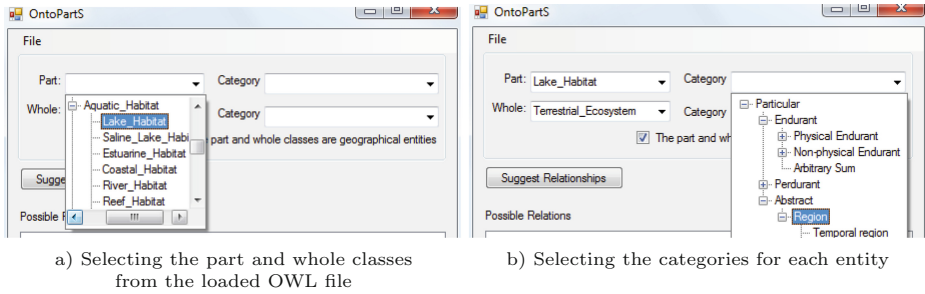 OntoPartS
File
Part:
Category
Whole:
Category
Aquatic_Habitat
Lake_Habitat
Saline_Lake_Habi
Estuarine_Habitat
Coastal_Habitat
River_Habitat
Reef_Habitat
part and whole classes are geographical entities
Sugge
Possible
a) Selecting the part and whole classes
from the loaded OWL file
OntoPartS
File
Part: Lake_Habitat Category
Whole: Terrestrial_Ecosystem Category
The part and wh
Particular
Endurant
Physical Endurant
Non-physical Endurant
Arbitrary Sum
Perdurant
Abstract
Region
Temporal region
Suggest Relationships
Possible Relations
b) Selecting the categories for each entity